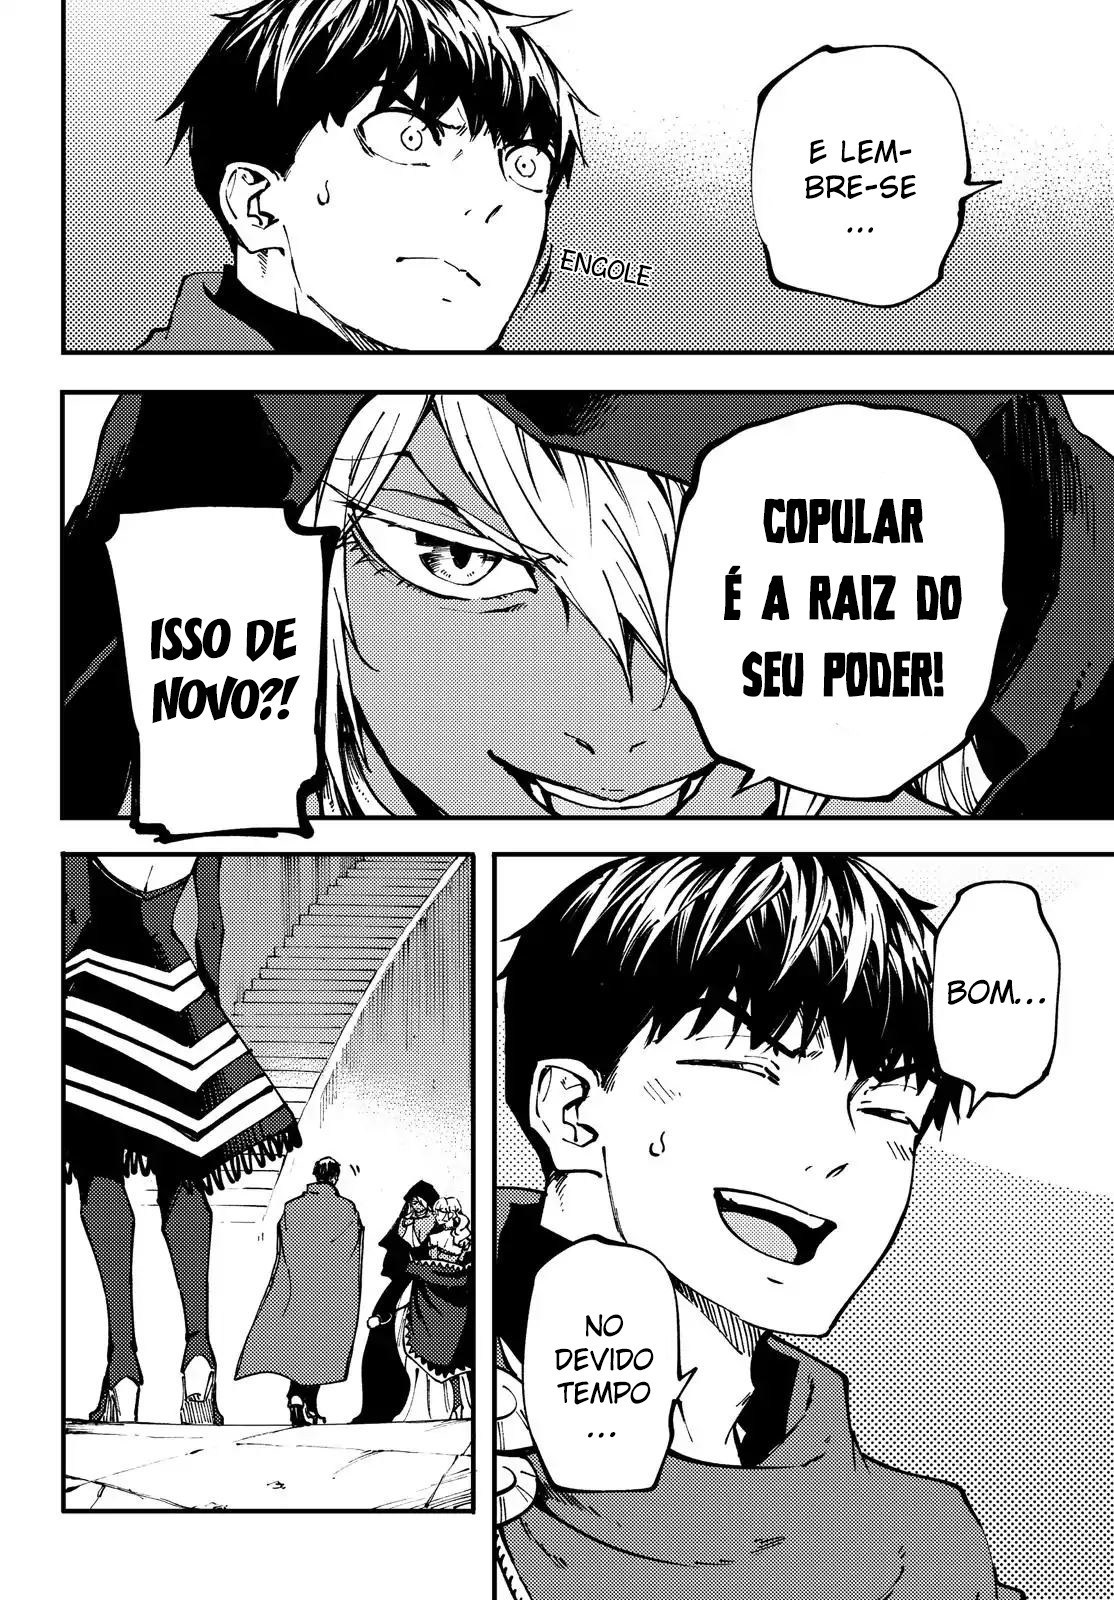 E LEM-
BRE-SE
...
ENGOLE
COPULAR
É A RAIZ DO
SEU PODER!
ISSO DE
NOVO?!
BOM...
NO
DEVIDO
TEMPO
...